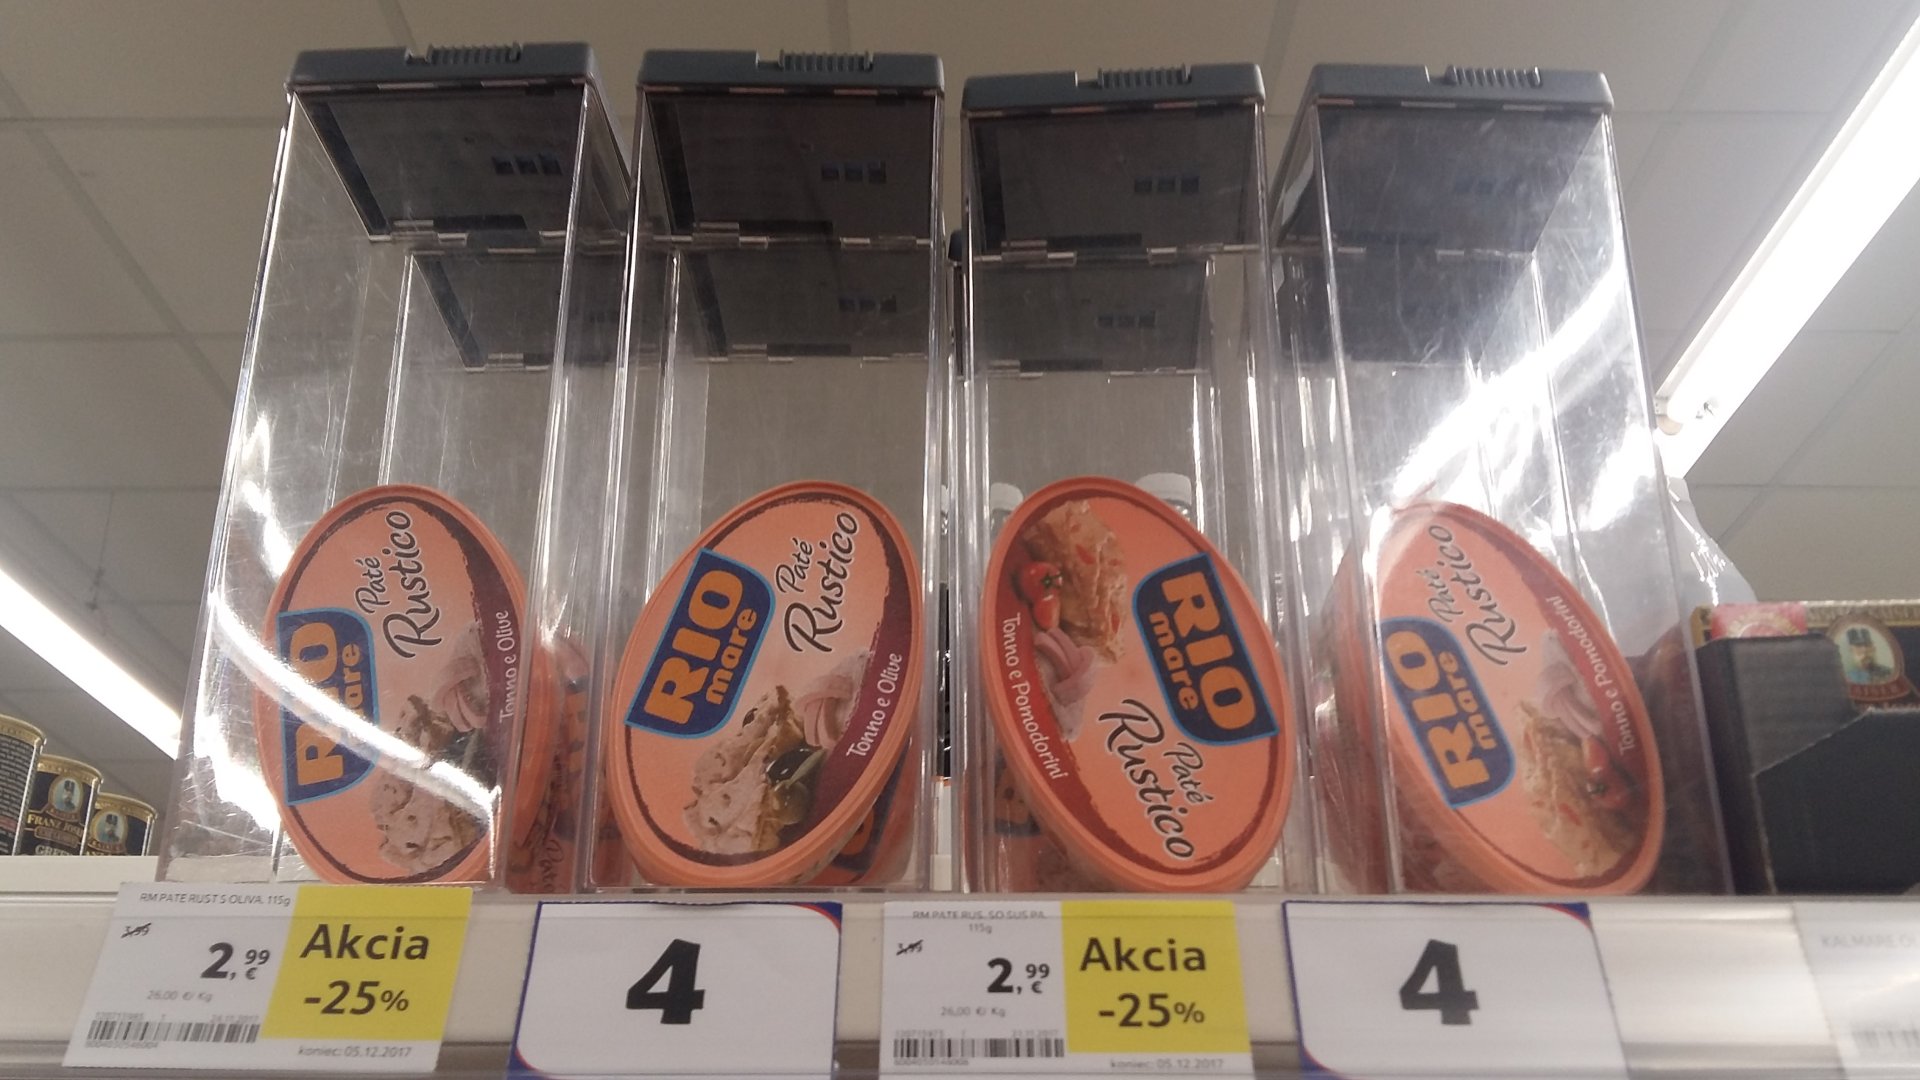 Paté
Rustico
RIO
mare
Tonno e Olive
Paté
Rustico
RIO
mare
Tonno e Olive
RIO
mare
Paté
Rustico
Tonno e Pomodorini
Paté
Rustico
RIO
mare
Tonno e Pomodorini
FRANZ JOSEF
RM PATE RUST S OLIVA. 115g
3,99
2,99
€
26,00 €/Kg
Akcia
-25%
koniec: 05.12.2017
4
RM PATE RUS. SO SUS PA.
115g
3,99
2,99
€
26,00 €/Kg
Akcia
-25%
koniec: 05.12.2017
4
KALMARE